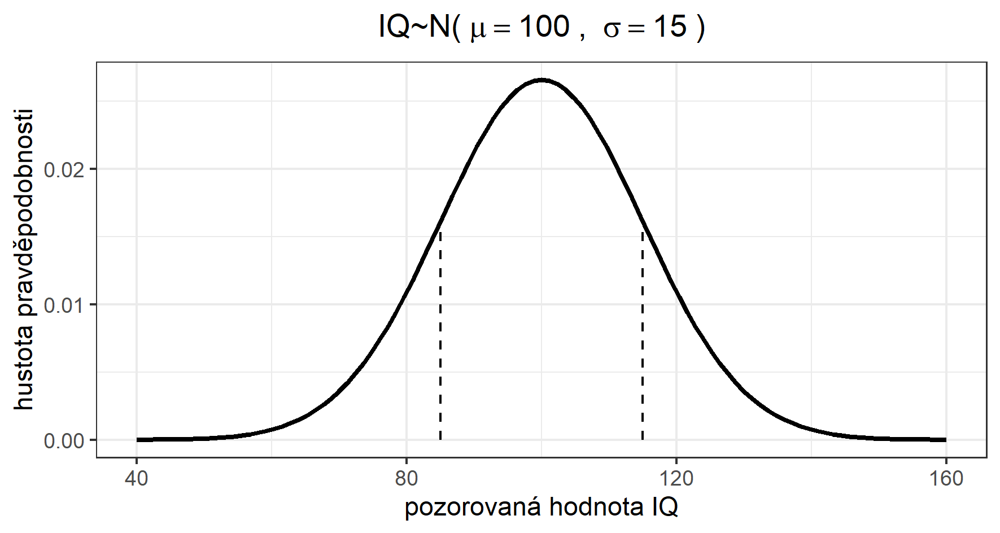 IQ~N( μ = 100 , σ = 15 )
hustota pravděpodobnosti
0.02
0.01
0.00
40 80 120 160
pozorovaná hodnota IQ